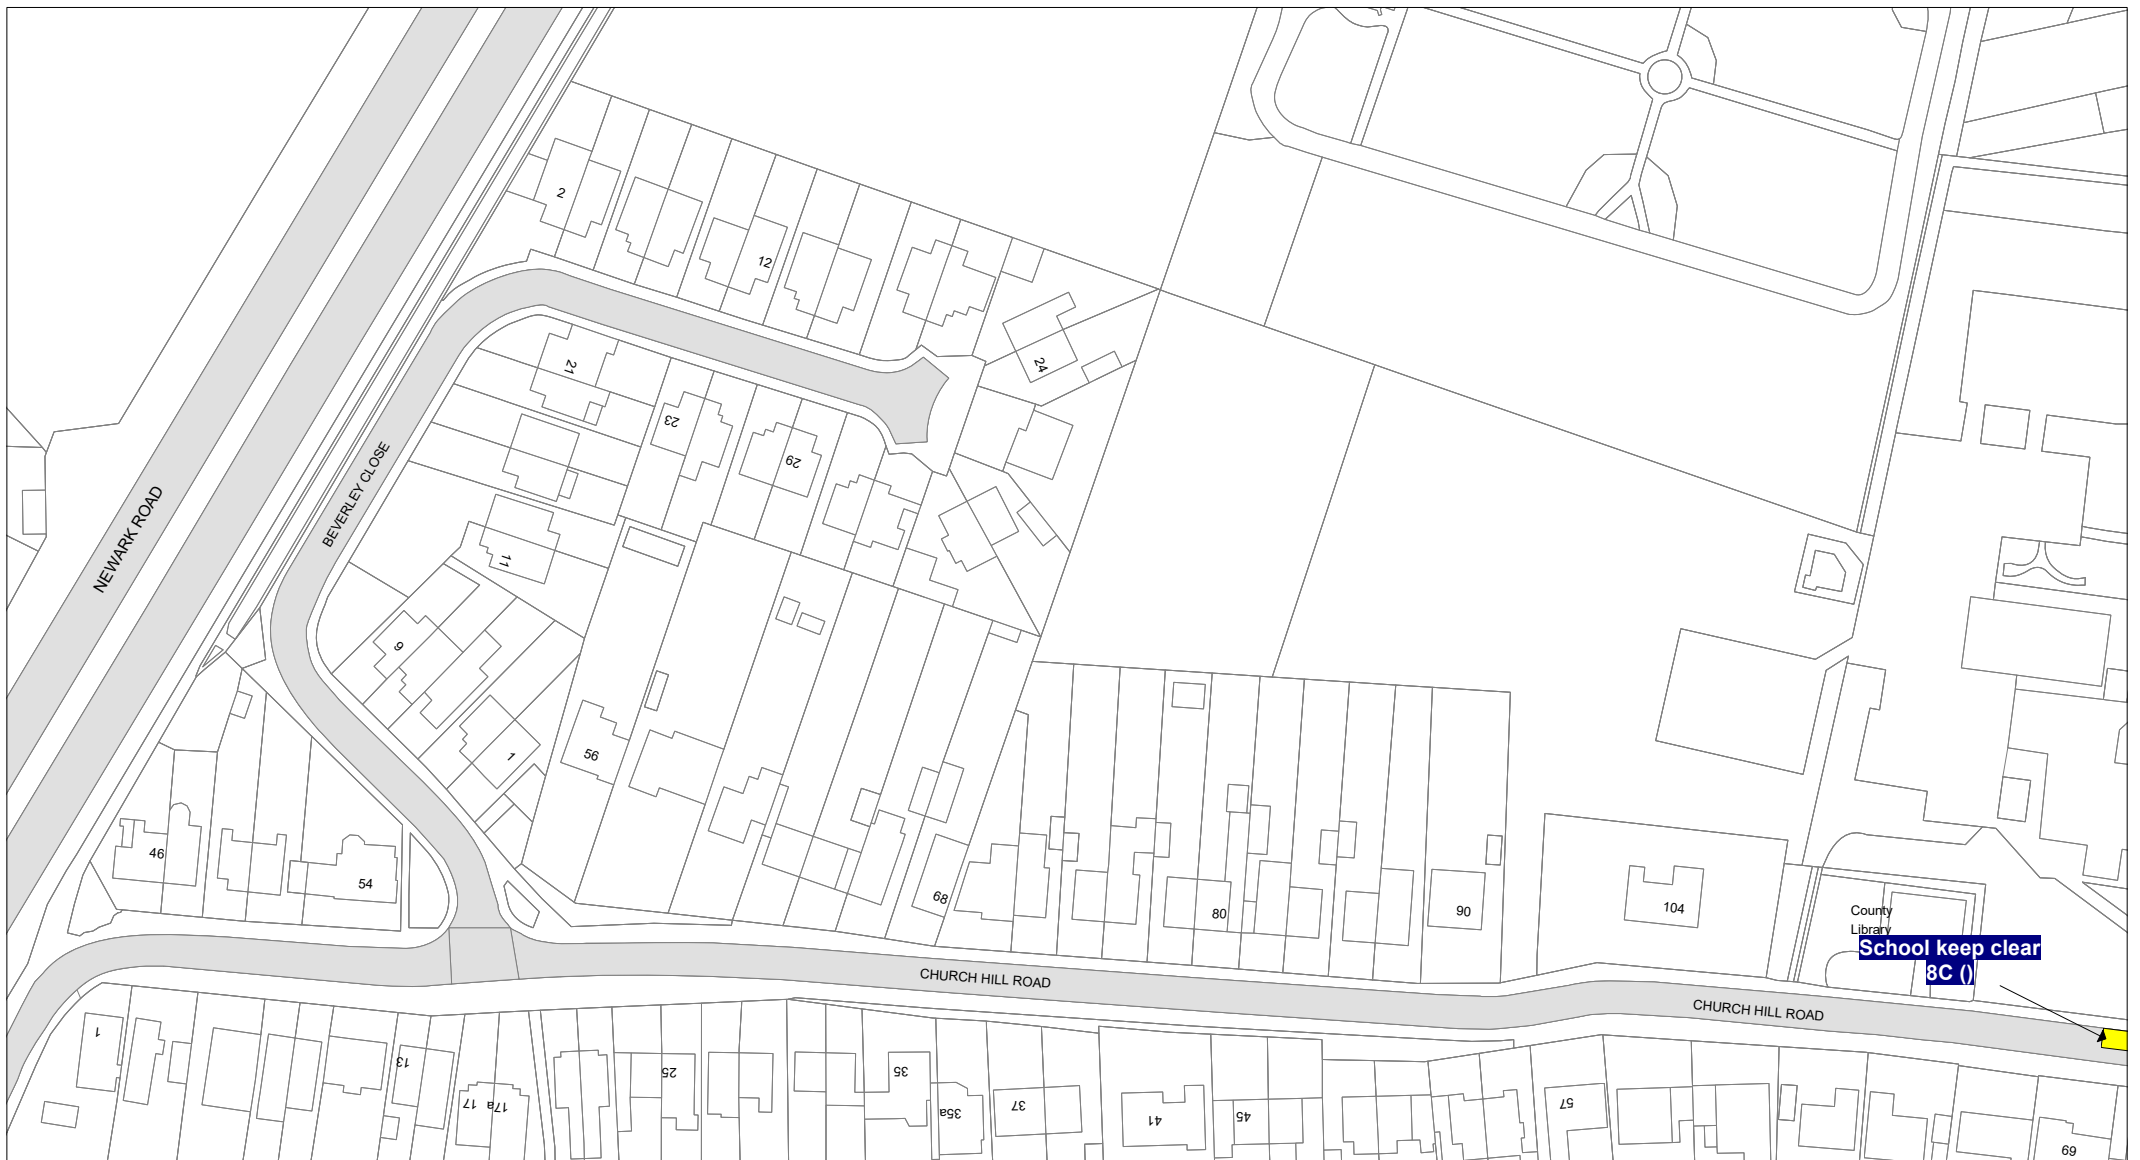 2
12
24
21
23
29
11
9
1
56
68
46
54
80
90
104
NEWARK ROAD
BEVERLEY CLOSE
County
Library
School keep clear
8C ()
CHURCH HILL ROAD
CHURCH HILL ROAD
1
13
17
17a
25
35
35a
37
41
45
57
69